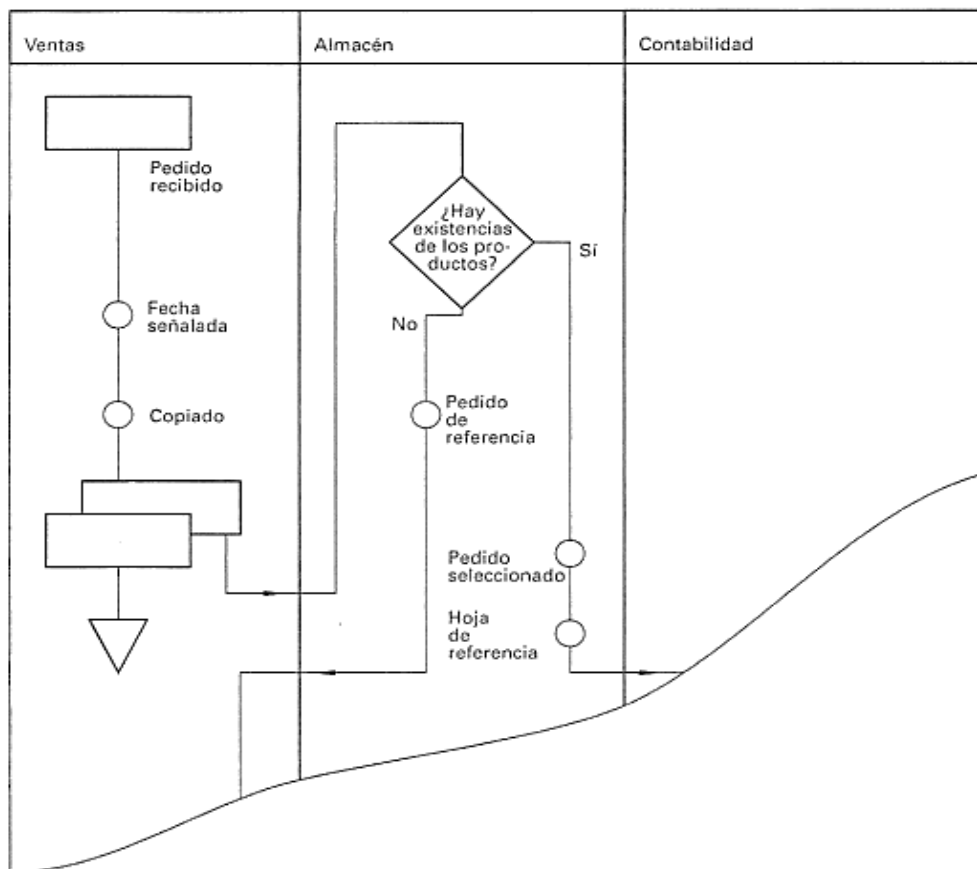 Ventas
Almacén
Contabilidad
Pedido
recibido
Fecha
señalada
Copiado
¿Hay
existencias
de los pro-
ductos?
Sí
No
Pedido
de
referencia
Pedido
seleccionado
Hoja
de
referencia